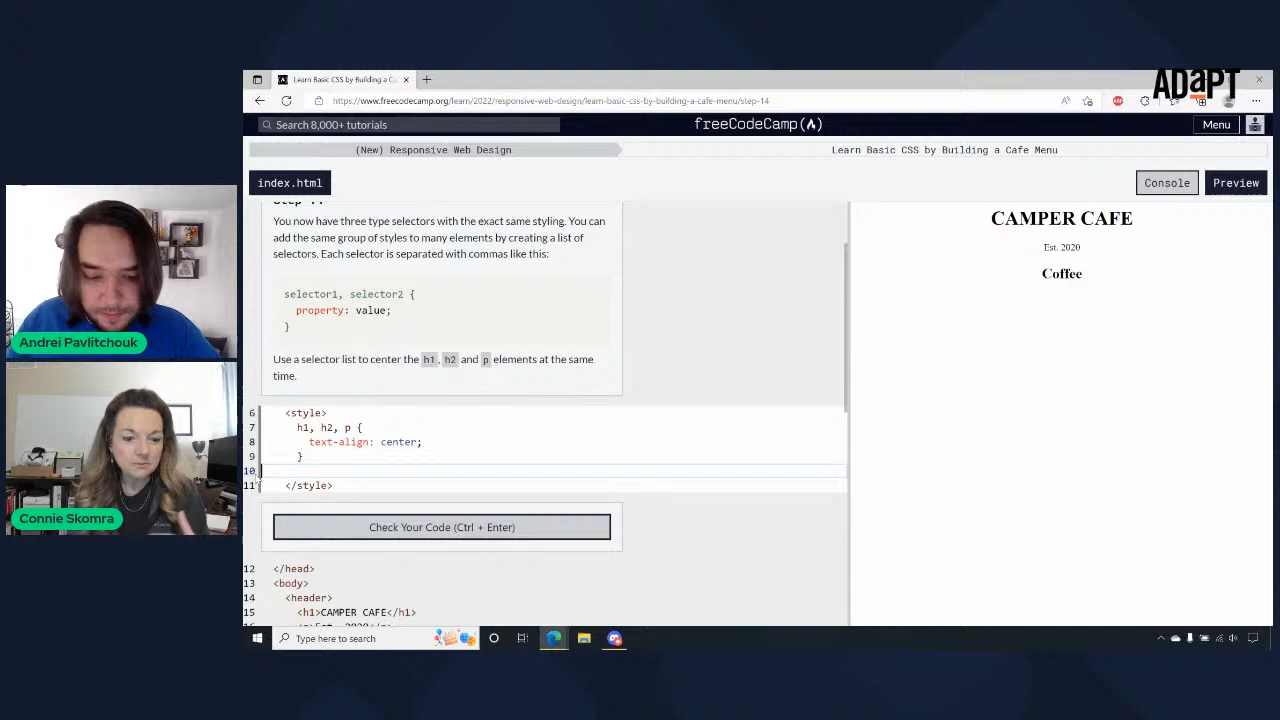 Learn Basic CSS by Building a Ca
ADAPT
https://www.freecodecamp.org/learn/2022/responsive-web-design/learn-basic-css-by-building-a-cafe-menu/step-14
Search 8,000+ tutorials
freeCodeCamp
Menu
(New) Responsive Web Design
Learn Basic CSS by Building a Cafe Menu
index.html
Console
Preview
You now have three type selectors with the exact same styling. You can
add the same group of styles to many elements by creating a list of
selectors. Each selector is separated with commas like this:
selector1, selector2 {
property: value;
}
Use a selector list to center the h1, h2 and p elements at the same
time.
6 <style>
7 h1, h2, p {
8 text-align: center;
9 }
10
11 </style>
Check Your Code (Ctrl + Enter)
12 </head>
13 <body>
14 <header>
15 <h1>CAMPER CAFE</h1>
CAMPER CAFE
Est. 2020
Coffee
Andrei Pavlitchouk
Connie Skomra
Type here to search